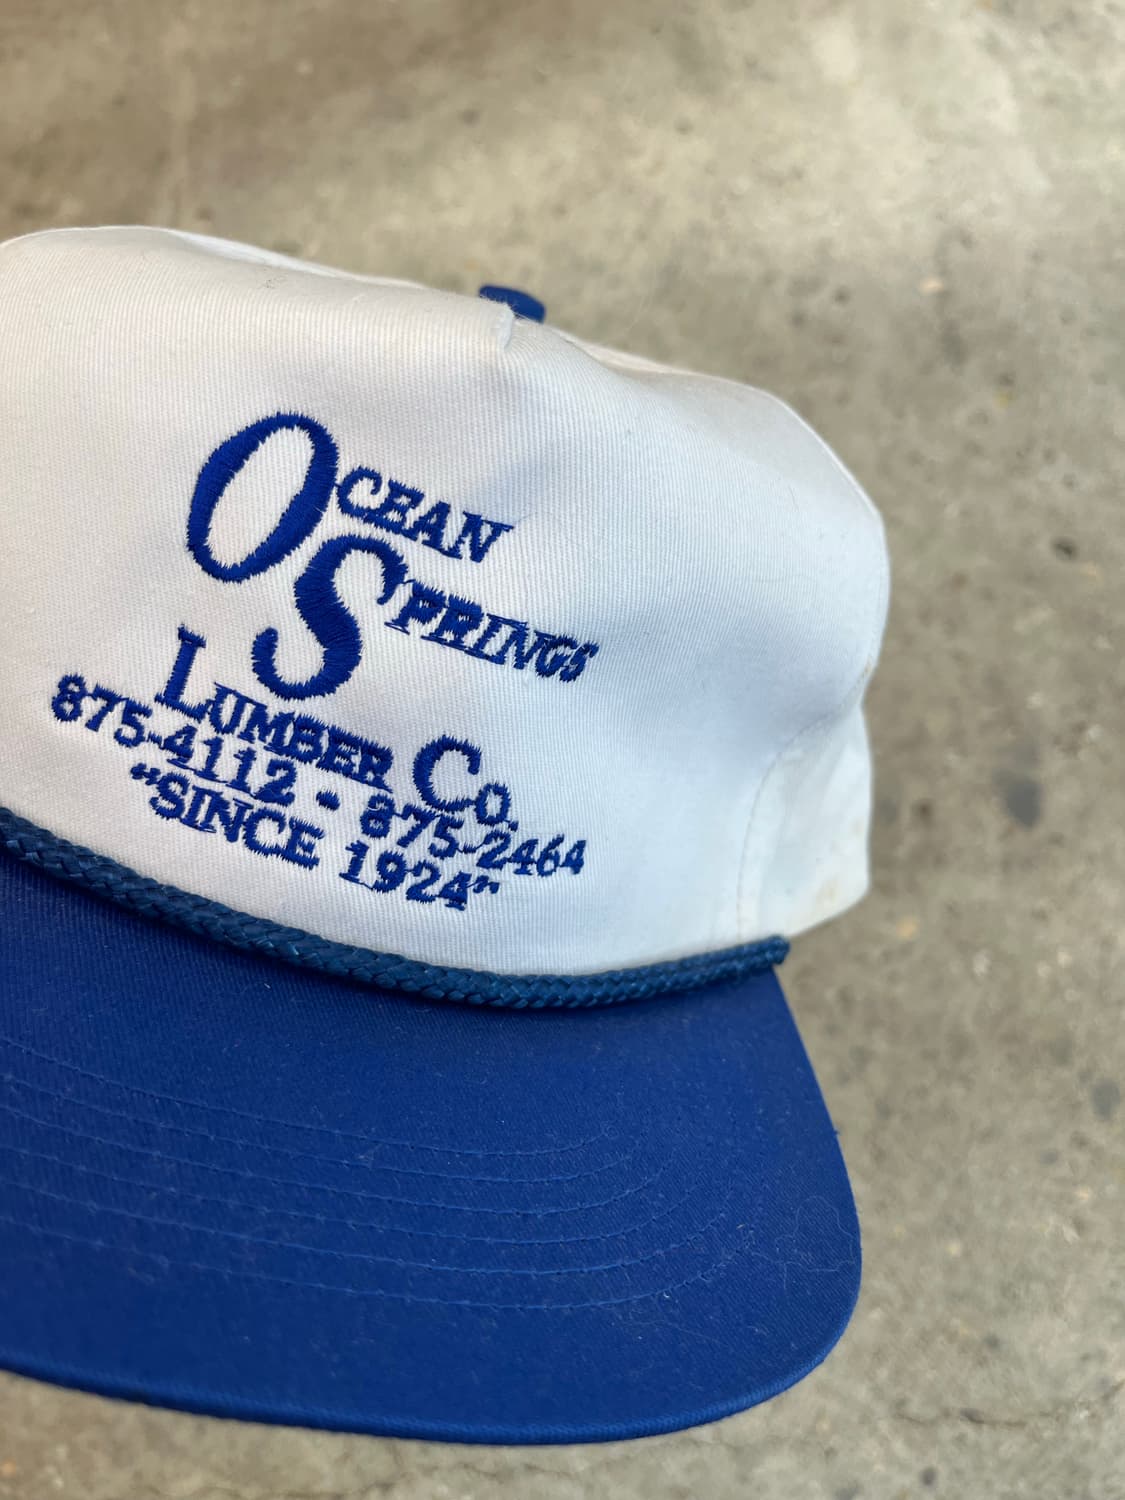 OCEAN
SPRINGS
LUMBER CO.
875-4112 • 875-2464
"SINCE 1924"